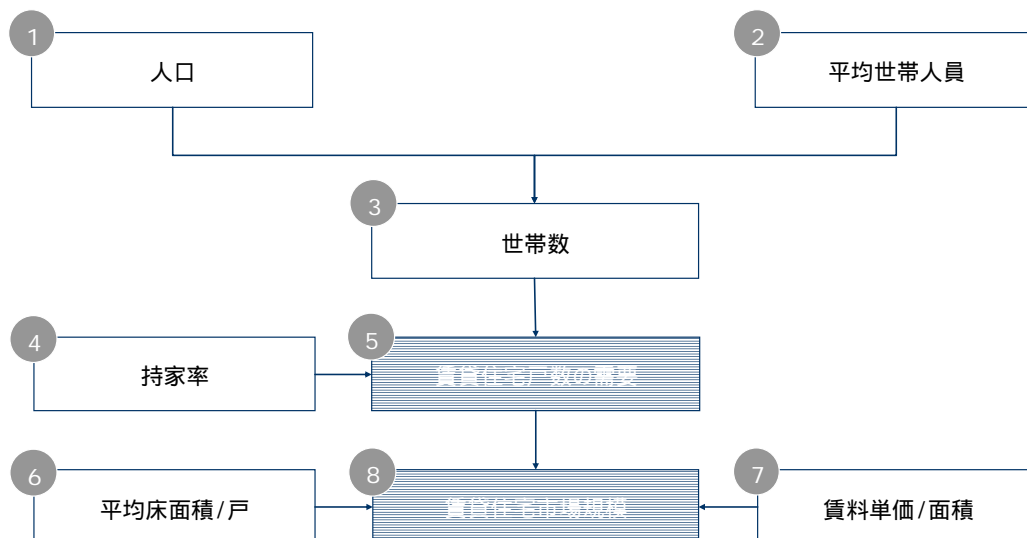 1
人口
2
平均世帯人員
3
世帯数
4
持家率
5
賃貸住宅戸数の需要
6
平均床面積/戸
8
賃貸住宅市場規模
7
賃料単価/面積